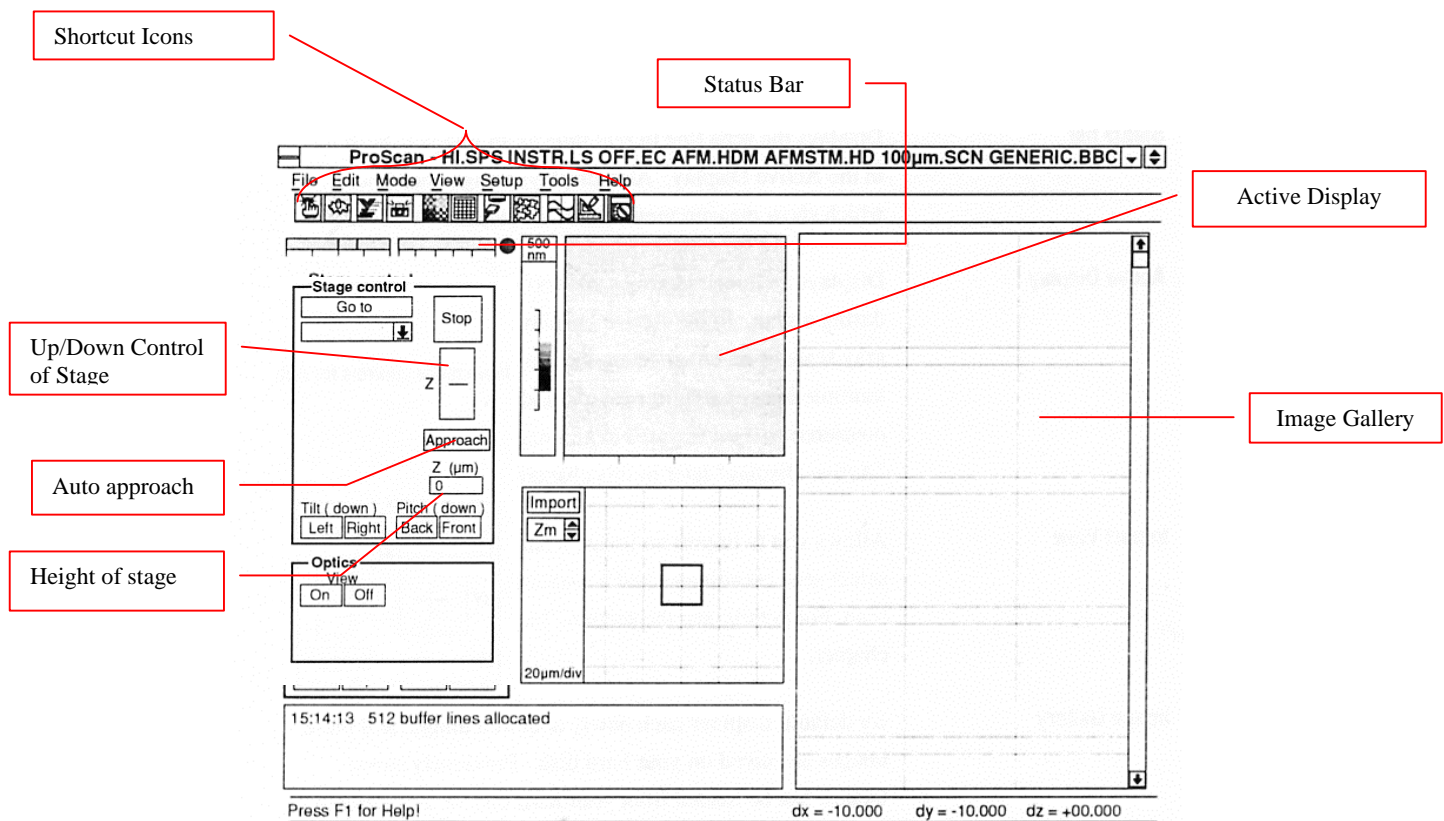 Shortcut Icons
Status Bar
ProScan - HI.SPS INSTR.LS OFF.EC AFM.HDM AFMSTM.HD 100µm.SCN GENERIC.BBC
File Edit Mode View Setup Tools Help
Active Display
500
nm
Stage control
Go to
Stop
Up/Down Control
of Stage
Z
Image Gallery
Approach
Auto approach
Z (µm)
0
Tilt ( down ) Pitch ( down )
Left Right Back Front
Import
Zm
Height of stage
Optics
View
On Off
20µm/div
15:14:13 512 buffer lines allocated
Press F1 for Help!
dx = -10.000 dy = -10.000 dz = +00.000